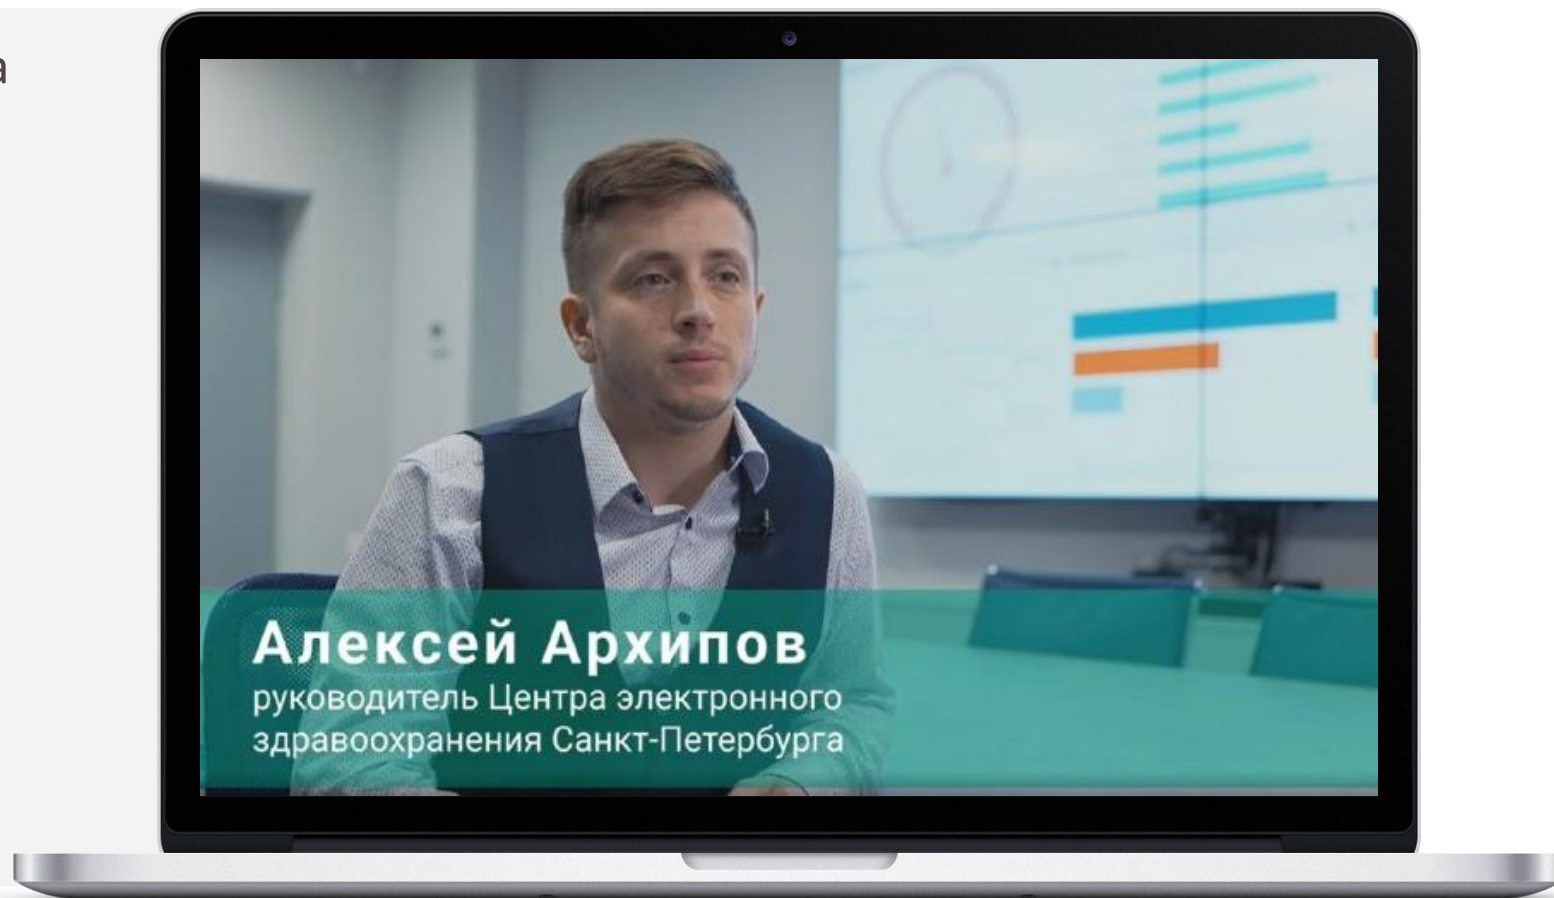 а
Алексей Архипов
руководитель Центра электронного
здравоохранения Санкт-Петербурга